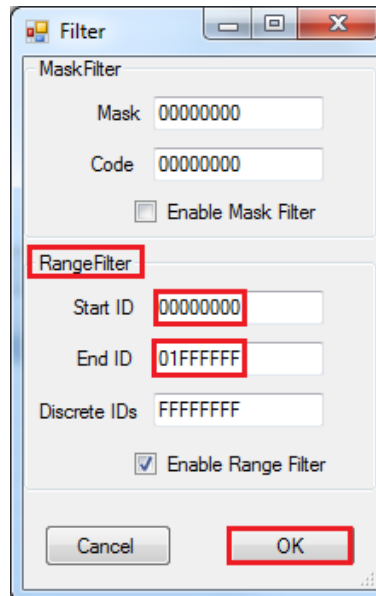 Filter
MaskFilter
Mask 00000000
Code 00000000
Enable Mask Filter
RangeFilter
Start ID 00000000
End ID 01FFFFFF
Discrete IDs FFFFFFFF
Enable Range Filter
Cancel OK